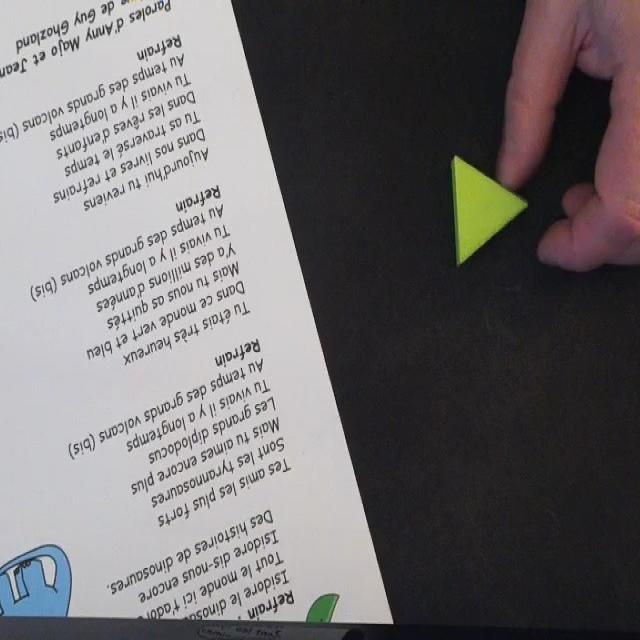 Refrain
Isidore le dinos
Tout le monde ici t'ador
Isidore dis-nous encore
Des histoires de dinosaures.
Tes amis les plus forts
Sont les tyrannosaures
Mais tu aimes encore plus
Les grands diplodocus
Tu vivais il y a longtemps
Au temps des grands volcans (bis)
Refrain
Tu étais très heureux
Dans ce monde vert et bleu
Mais tu nous as quittés
Y'a des millions d'années
Tu vivais il y a longtemps
Au temps des grands volcans (bis)
Refrain
Aujourd'hu tu reviens
Dans nos livres et refrains
Tu as traversé le temps
Dans les rêves d'enfants
Tu vivais il y a longtemps
Au temps des grands volcans (bis
Refrain
Paroles d'Anny Majo et Jean
de Guy Ghozland